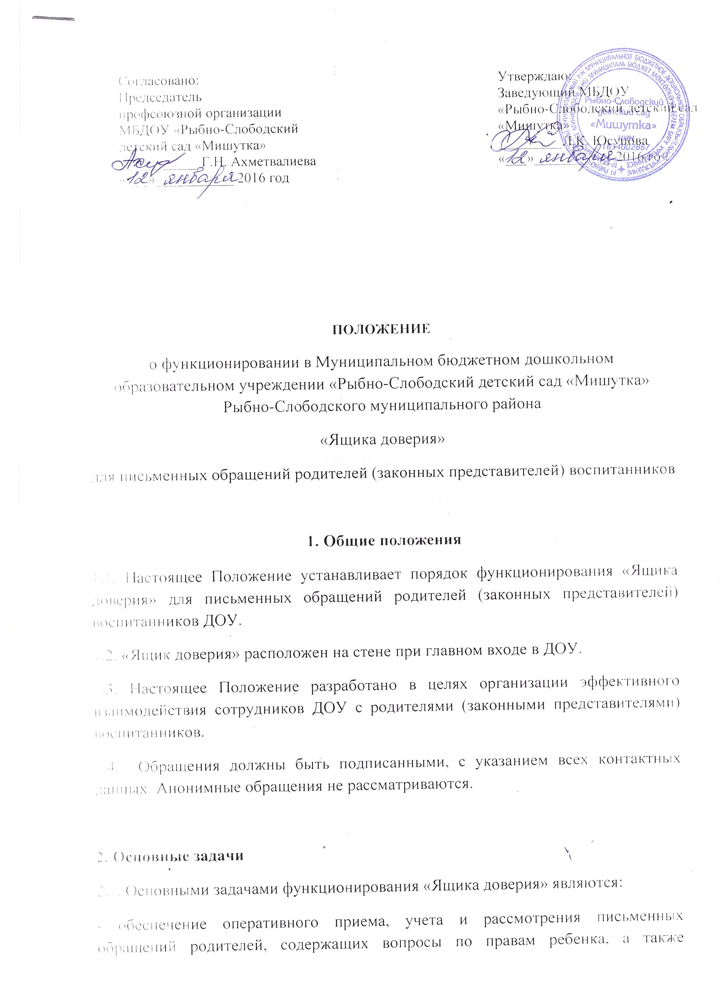 Согласовано:
Председатель
профсоюзной организации
МБДОУ «Рыбно-Слободский
детский сад «Мишутка»
Г.Н. Ахметвалиева
«12» января 2016 год
Утверждаю:
Заведующий МБДОУ
«Рыбно-Слободский детский сад
«Мишутка»
Л.К. Юсупова
«12» января 2016 год
Рыбно-Слободский
детский сад
«Мишутка»
ИНН
1634002867
ПОЛОЖЕНИЕ
о функционировании в Муниципальном бюджетном дошкольном
образовательном учреждении «Рыбно-Слободский детский сад «Мишутка»
Рыбно-Слободского муниципального района
«Ящика доверия»
для письменных обращений родителей (законных представителей) воспитанников
1. Общие положения
1.1. Настоящее Положение устанавливает порядок функционирования «Ящика
доверия» для письменных обращений родителей (законных представителей)
воспитанников ДОУ.
.2. «Ящик доверия» расположен на стене при главном входе в ДОУ.
.3. Настоящее Положение разработано в целях организации эффективного
взаимодействия сотрудников ДОУ с родителями (законными представителями)
воспитанников.
.4. Обращения должны быть подписанными, с указанием всех контактных
данных. Анонимные обращения не рассматриваются.
2. Основные задачи
2. . Основными задачами функционирования «Ящика доверия» являются:
- обеспечение оперативного приема, учета и рассмотрения письменных
обращений родителей, содержащих вопросы по правам ребенка, а также